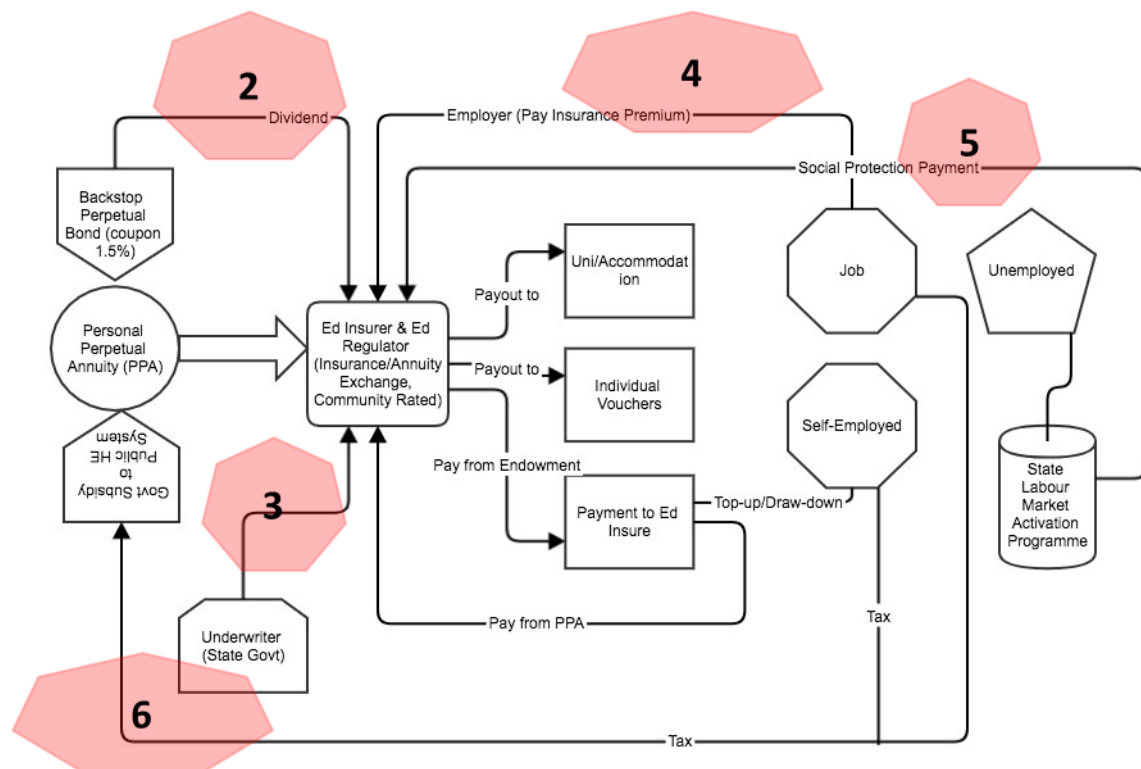 2
4
Dividend
Employer (Pay Insurance Premium)
5
Social Protection Payment
Backstop
Perpetual
Bond (coupon
1.5%)
Uni/Accommodat
ion
Job
Unemployed
Payout to
Personal
Perpetual
Annuity (PPA)
Ed Insurer & Ed
Regulator
(Insurance/Annuity
Exchange,
Community Rated)
Payout to
Individual
Vouchers
Self-Employed
Govt Subsidy
to
Public HE
System
Pay from Endowment
3
Payment to Ed
Insure
Top-up/Draw-down
State
Labour
Market
Activation
Programme
Underwriter
(State Govt)
Pay from PPA
Tax
6
Tax